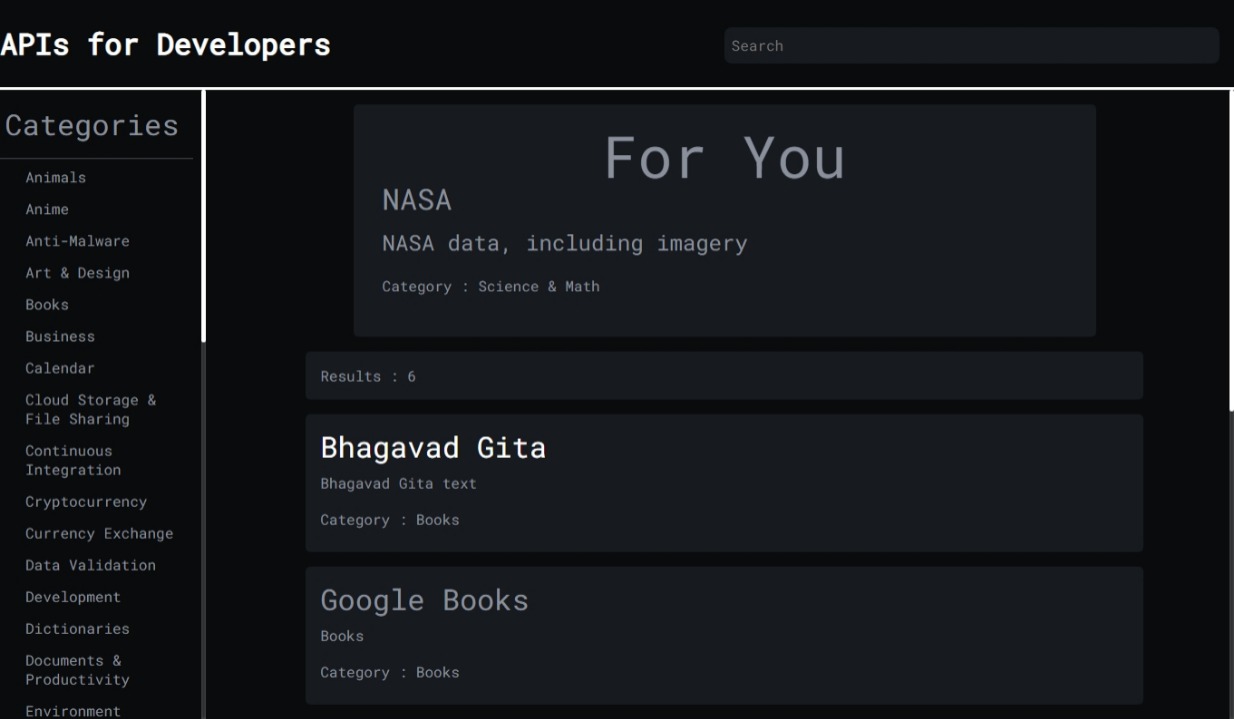 APIs for Developers
Search
Categories
Animals
Anime
Anti-Malware
Art & Design
Books
Business
Calendar
Cloud Storage &
File Sharing
Continuous
Integration
Cryptocurrency
Currency Exchange
Data Validation
Development
Dictionaries
Documents &
Productivity
Environment
For You
NASA
NASA data, including imagery
Category : Science & Math
Results : 6
Bhagavad Gita
Bhagavad Gita text
Category : Books
Google Books
Books
Category : Books